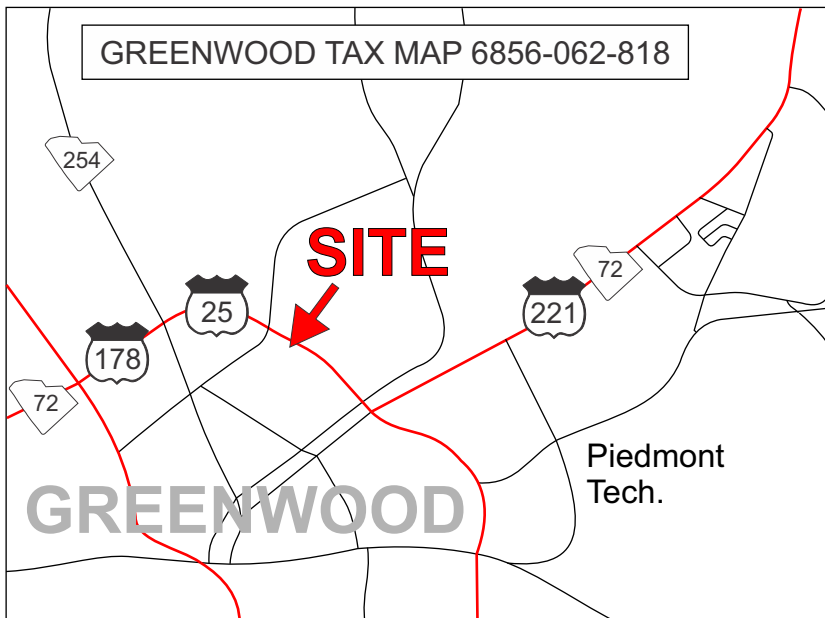 GREENWOOD TAX MAP 6856-062-818
254
SITE
72
25
221
178
72
Piedmont
Tech.
GREENWOOD